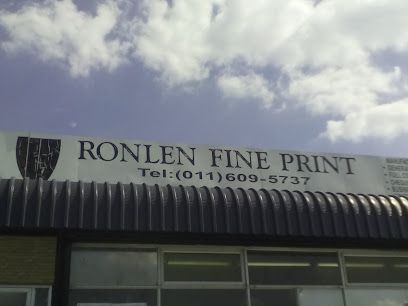 RONLEN FINE PRINT
Tel:(011)609-5737